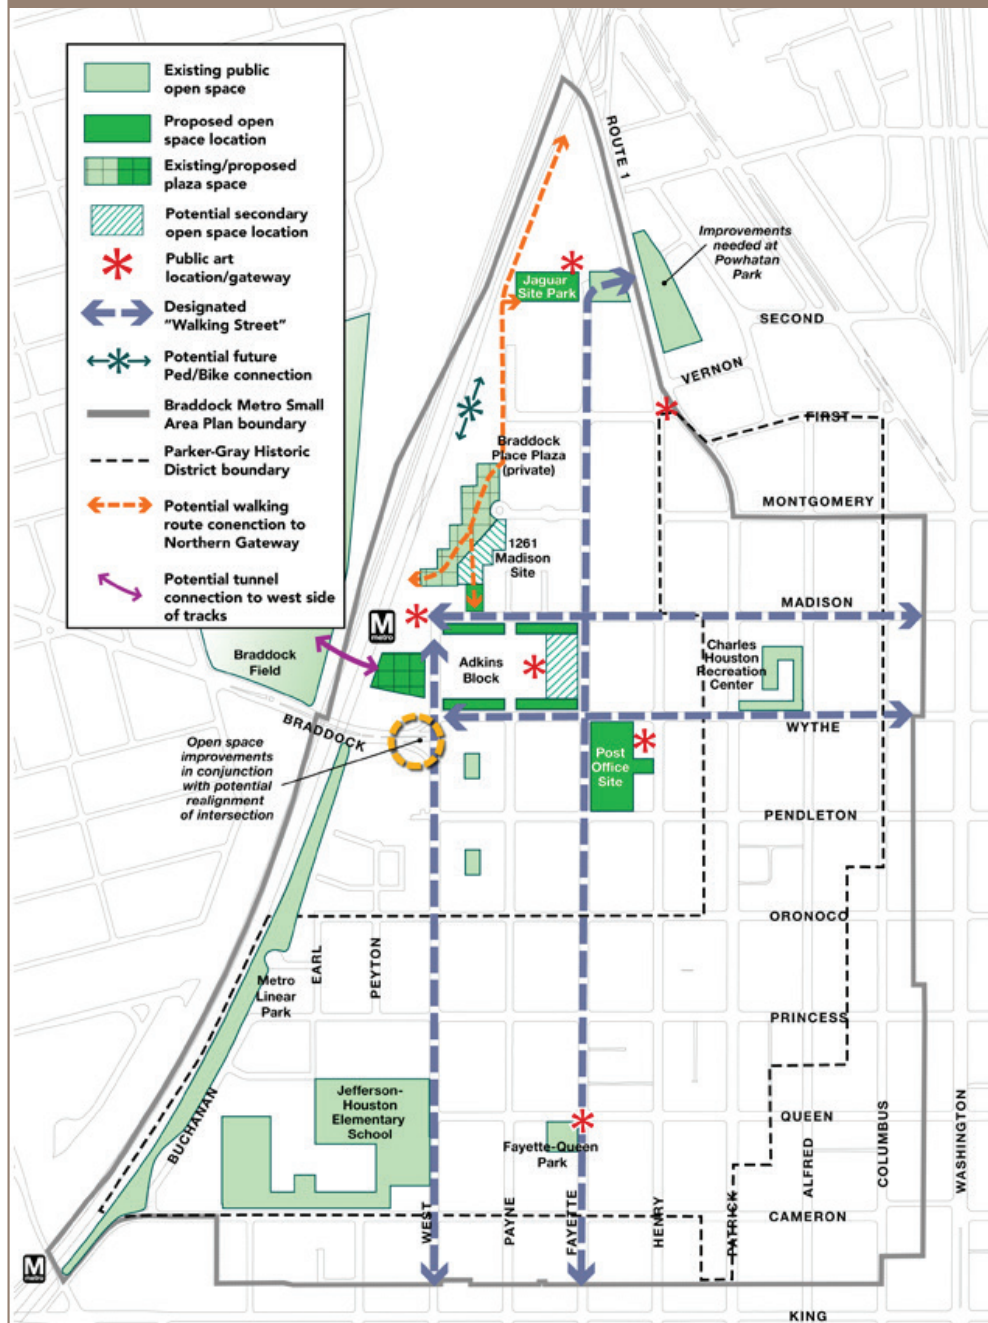 Existing public
open space
Proposed open
space location
Existing/proposed
plaza space
Potential secondary
open space location
Public art
location/gateway
Designated
"Walking Street"
Potential future
Ped/Bike connection
Braddock Metro Small
Area Plan boundary
Parker-Gray Historic
District boundary
Potential walking
route conenction to
Northern Gateway
Potential tunnel
connection to west side
of tracks
ROUTE 1
Improvements
needed at
Powhatan
Park
Jaguar
Site Park
SECOND
VERNON
FIRST
Braddock
Place Plaza
(private)
MONTGOMERY
1261
Madison
Site
MADISON
M
metro
Braddock
Field
Adkins
Block
Charles
Houston
Recreation
Center
BRADDOCK
WYTHE
Open space
improvements
in conjunction
with potential
realignment
of intersection
Post
Office
Site
PENDLETON
ORONOCO
EARL
PEYTON
Metro
Linear
Park
PRINCESS
BUCHANAN
Jefferson-
Houston
Elementary
School
QUEEN
Fayette-Queen
Park
WEST
PAYNE
FAYETTE
HENRY
PATRICK
ALFRED
COLUMBUS
WASHINGTON
CAMERON
M
metro
KING